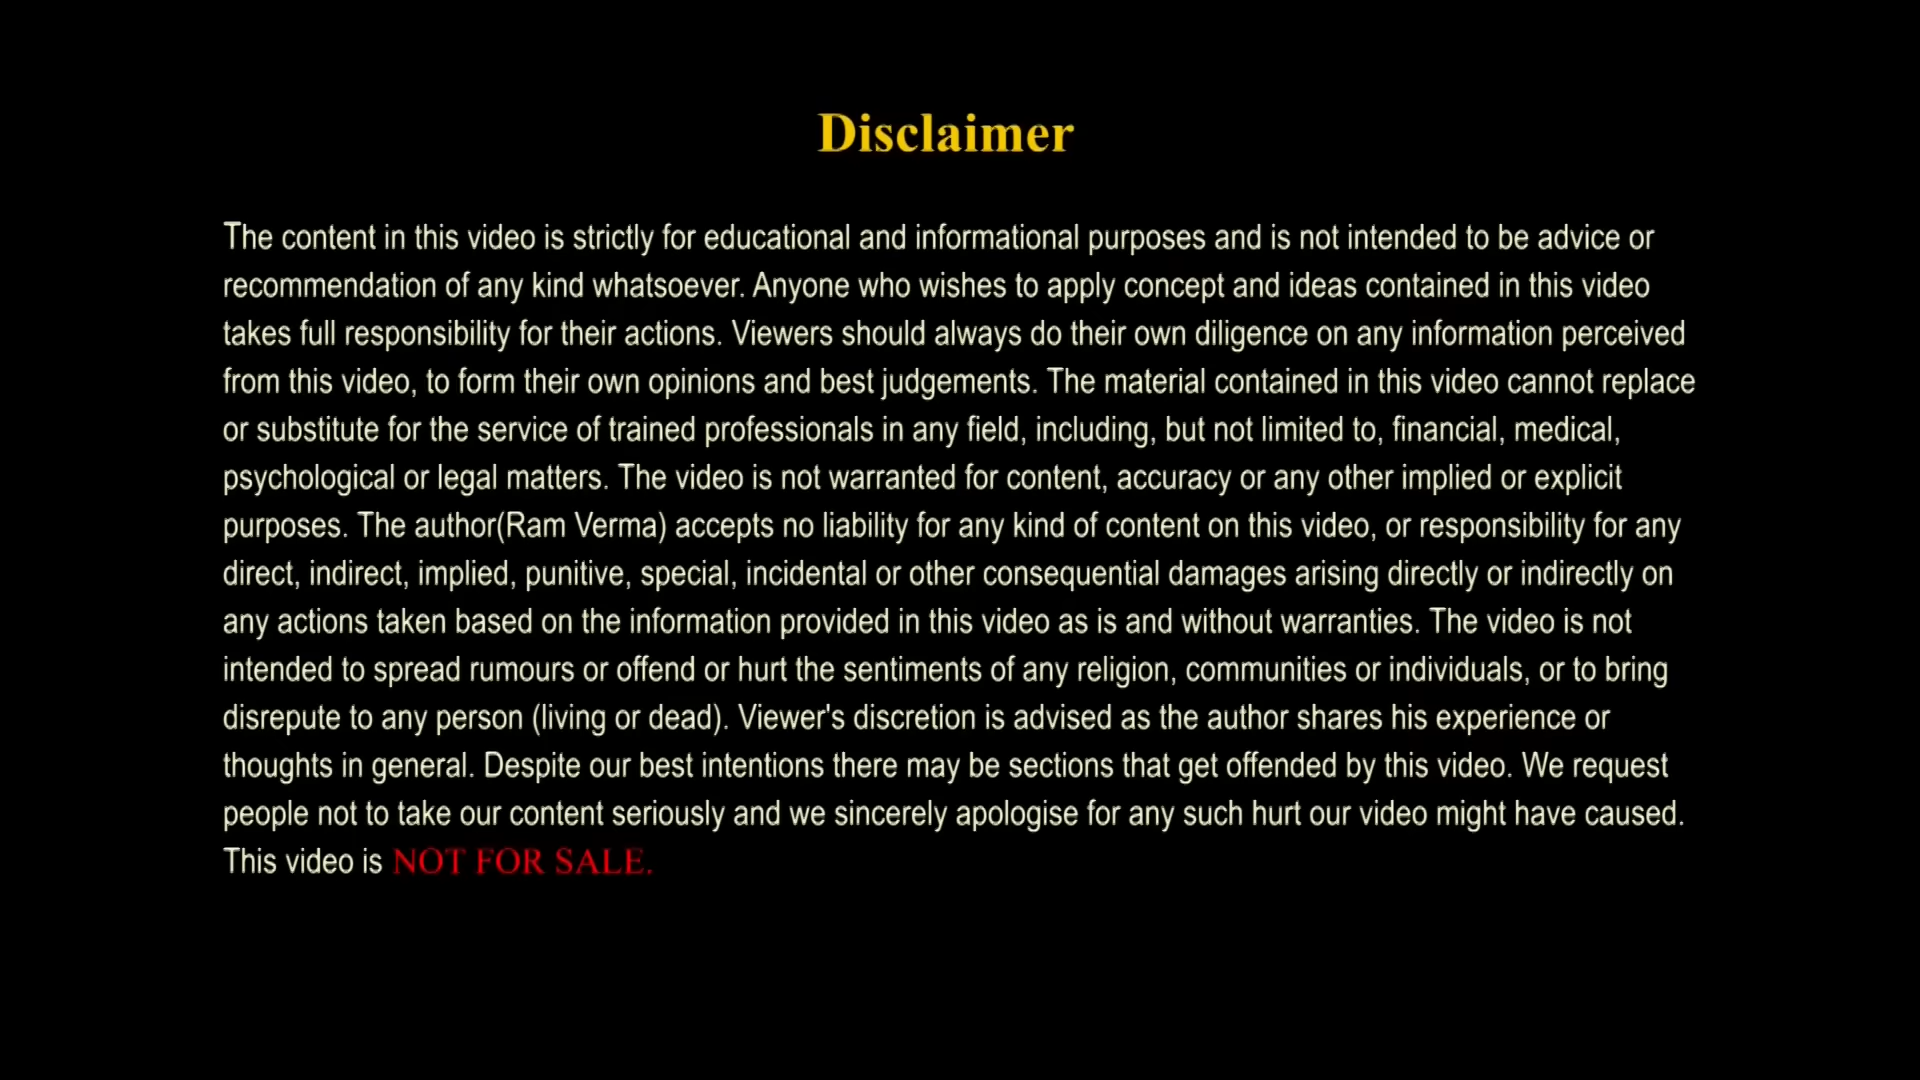 Disclaimer
The content in this video is strictly for educational and informational purposes and is not intended to be advice or
recommendation of any kind whatsoever. Anyone who wishes to apply concept and ideas contained in this video
takes full responsibility for their actions. Viewers should always do their own diligence on any information perceived
from this video, to form their own opinions and best judgements. The material contained in this video cannot replace
or substitute for the service of trained professionals in any field, including, but not limited to, financial, medical,
psychological or legal matters. The video is not warranted for content, accuracy or any other implied or explicit
purposes. The author(Ram Verma) accepts no liability for any kind of content on this video, or responsibility for any
direct, indirect, implied, punitive, special, incidental or other consequential damages arising directly or indirectly on
any actions taken based on the information provided in this video as is and without warranties. The video is not
intended to spread rumours or offend or hurt the sentiments of any religion, communities or individuals, or to bring
disrepute to any person (living or dead). Viewer's discretion is advised as the author shares his experience or
thoughts in general. Despite our best intentions there may be sections that get offended by this video. We request
people not to take our content seriously and we sincerely apologise for any such hurt our video might have caused.
This video is NOT FOR SALE.